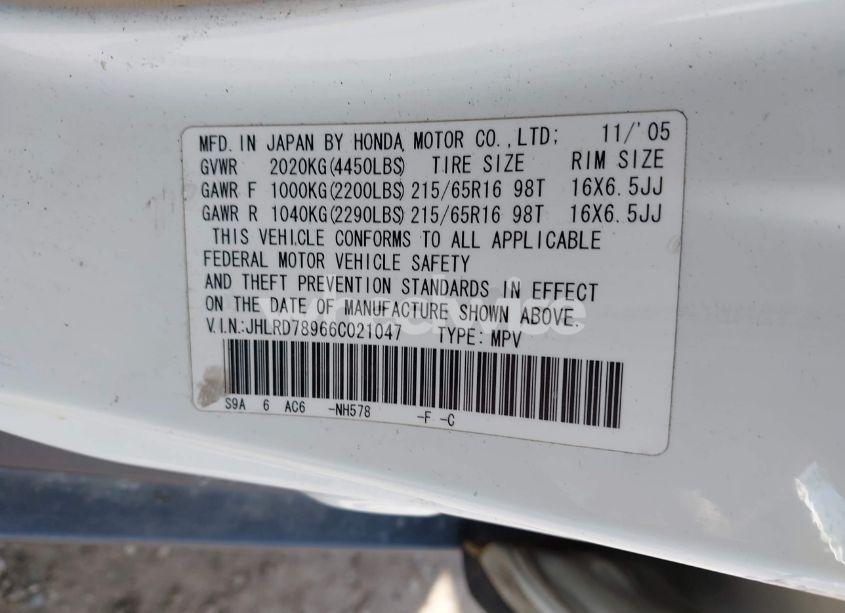 MFD. IN JAPAN BY HONDA MOTOR CO.,LTD; 11/'05
GVWR 2020KG(4450LBS) TIRE SIZE RIM SIZE
GAWR F 1000KG(2200LBS) 215/65R16 98T 16X6.5JJ
GAWR R 1040KG(2290LBS) 215/65R16 98T 16X6.5JJ
THIS VEHICLE CONFORMS TO ALL APPLICABLE
FEDERAL MOTOR VEHICLE SAFETY
AND THEFT PREVENTION STANDARDS IN EFFECT
ON THE DATE OF MANUFACTURE SHOWN ABOVE.
V.I.N.:JHLRD78966C021047 TYPE: MPV
S9A 6 AC6 -NH578 -F -C